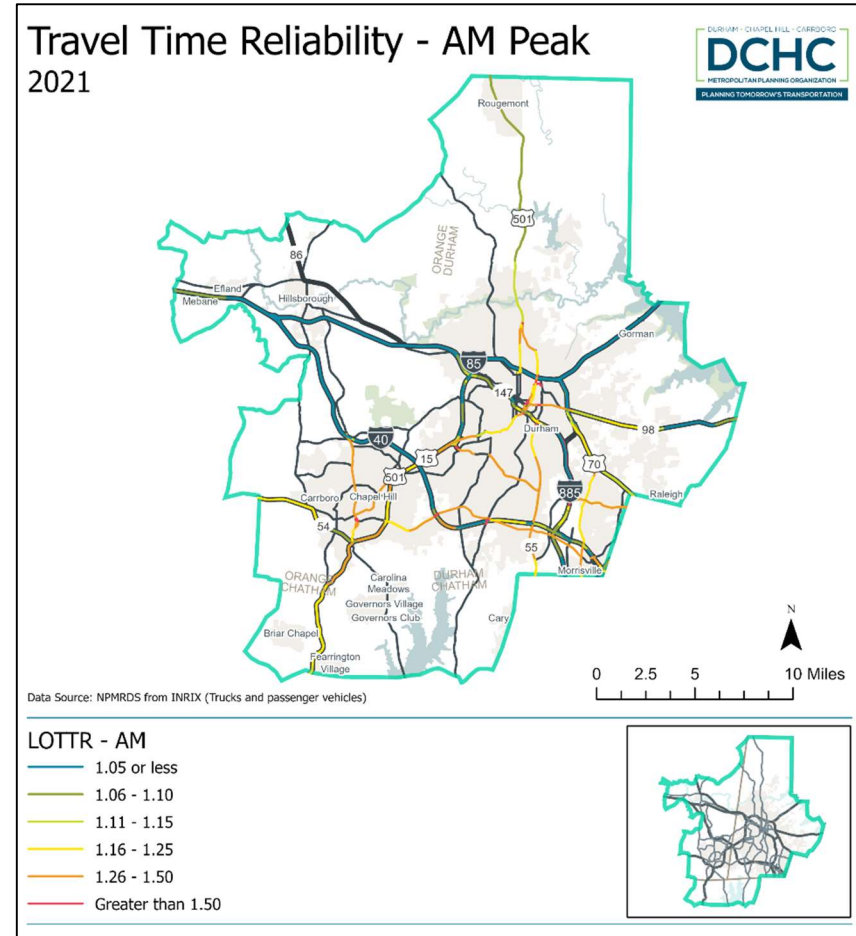 Travel Time Reliability - AM Peak
2021
DURHAM · CHAPEL HILL · CARRBORO
DCHC
METROPOLITAN PLANNING ORGANIZATION
PLANNING TOMORROW'S TRANSPORTATION
Rougemont
501
ORANGE
DURHAM
86
Efland
Mebane
Hillsborough
Gorman
85
147
Durham
98
40
15
70
501
885
Raleigh
Carrboro
Chapel Hill
54
55
Morrisville
ORANGE
CHATHAM
Carolina
Meadows
DURHAM
CHATHAM
Governors Village
Governors Club
Cary
Briar Chapel
Fearrington
Village
N
0 2.5 5 10 Miles
Data Source: NPMRDS from INRIX (Trucks and passenger vehicles)
LOTTR - AM
1.05 or less
1.06 - 1.10
1.11 - 1.15
1.16 - 1.25
1.26 - 1.50
Greater than 1.50